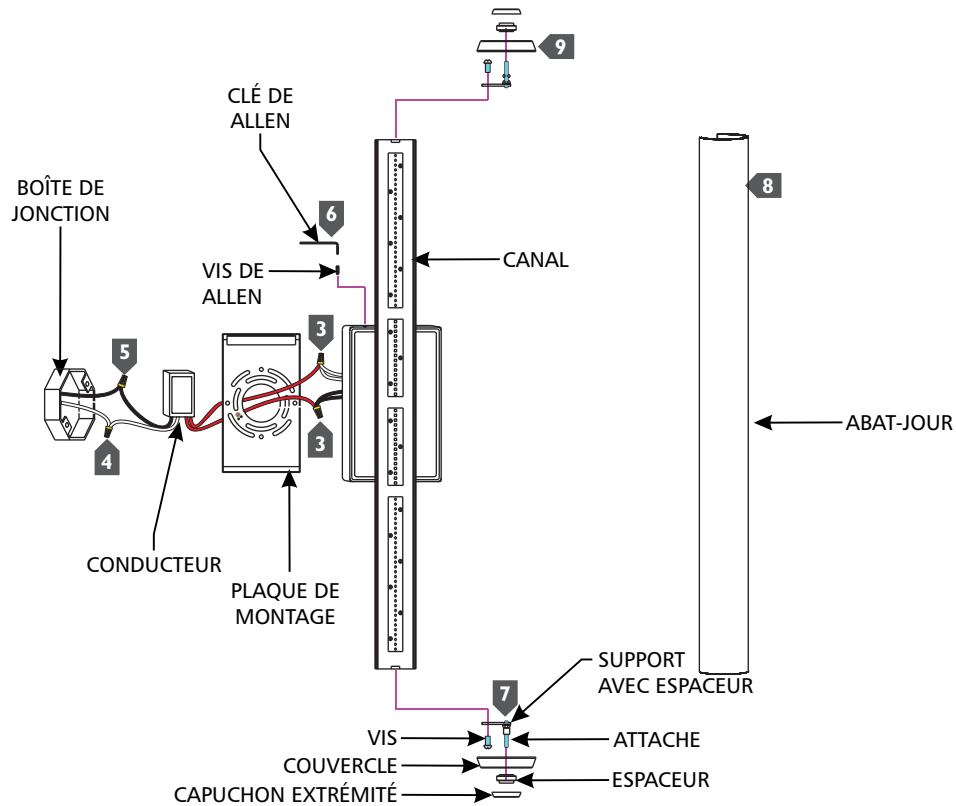 9
CLÉ DE
ALLEN
8
BOÎTE DE
JONCTION
6
CANAL
VIS DE
ALLEN
3
5
ABAT-JOUR
3
4
CONDUCTEUR
PLAQUE DE
MONTAGE
SUPPORT
AVEC ESPACEUR
7
VIS
ATTACHE
COUVERCLE
ESPACEUR
CAPUCHON EXTRÉMITÉ